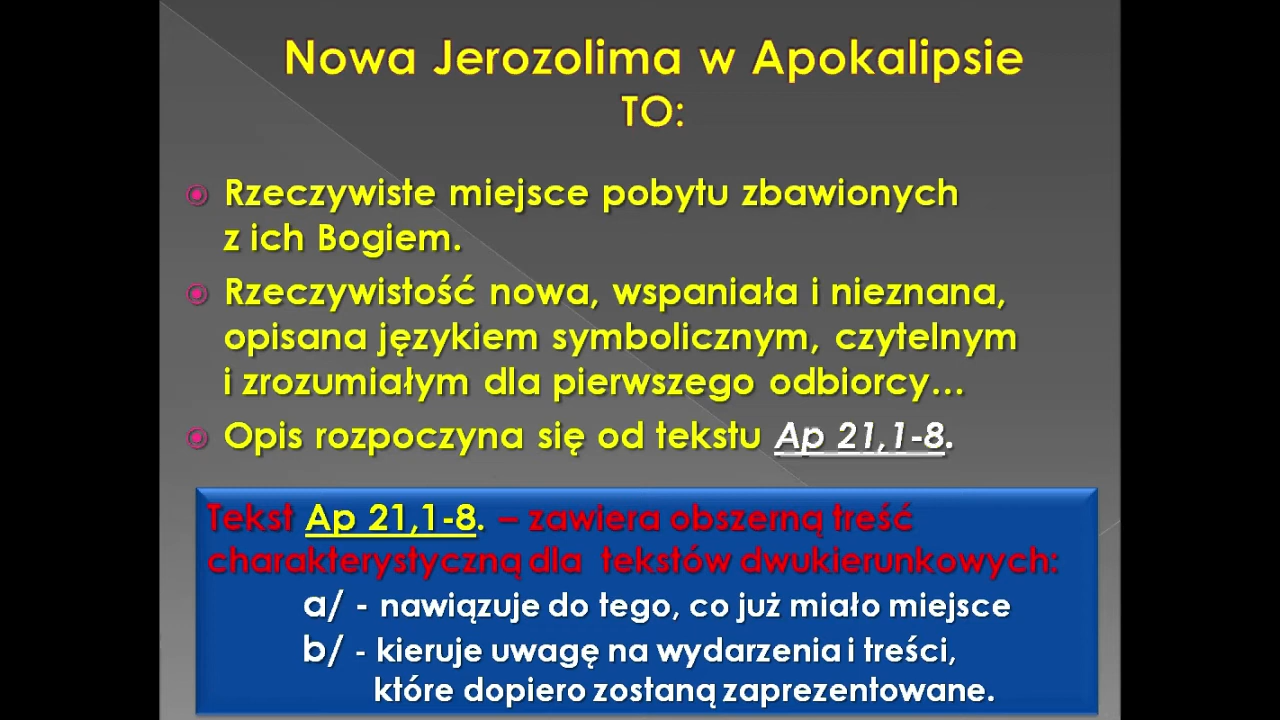 Nowa Jerozolima w Apokalipsie
TO:
Rzeczywiste miejsce pobytu zbawionych
z ich Bogiem.
Rzeczywistość nowa, wspaniała i nieznana,
opisana językiem symbolicznym, czytelnym
i zrozumiałym dla pierwszego odbiorcy...
Opis rozpoczyna się od tekstu Ap 21,1-8.
Tekst Ap 21,1-8. – zawiera obszerną treść
charakterystyczną dla tekstów dwukierunkowych:
a/ - nawiązuje do tego, co już miało miejsce
b/ - kieruje uwagę na wydarzenia i treści,
które dopiero zostaną zaprezentowane.